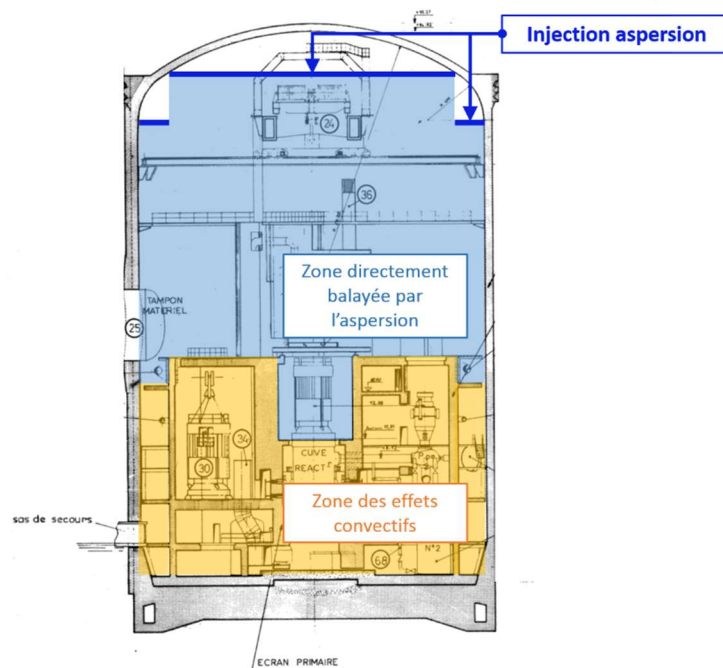 Injection aspersion
24
36
Zone directement
balayée par
l'aspersion
TAMPON
MATERIEL
25
34
30
CUVE
REACT
Zone des effets
convectifs
sas de secours
68
N°2
ECRAN PRIMAIRE